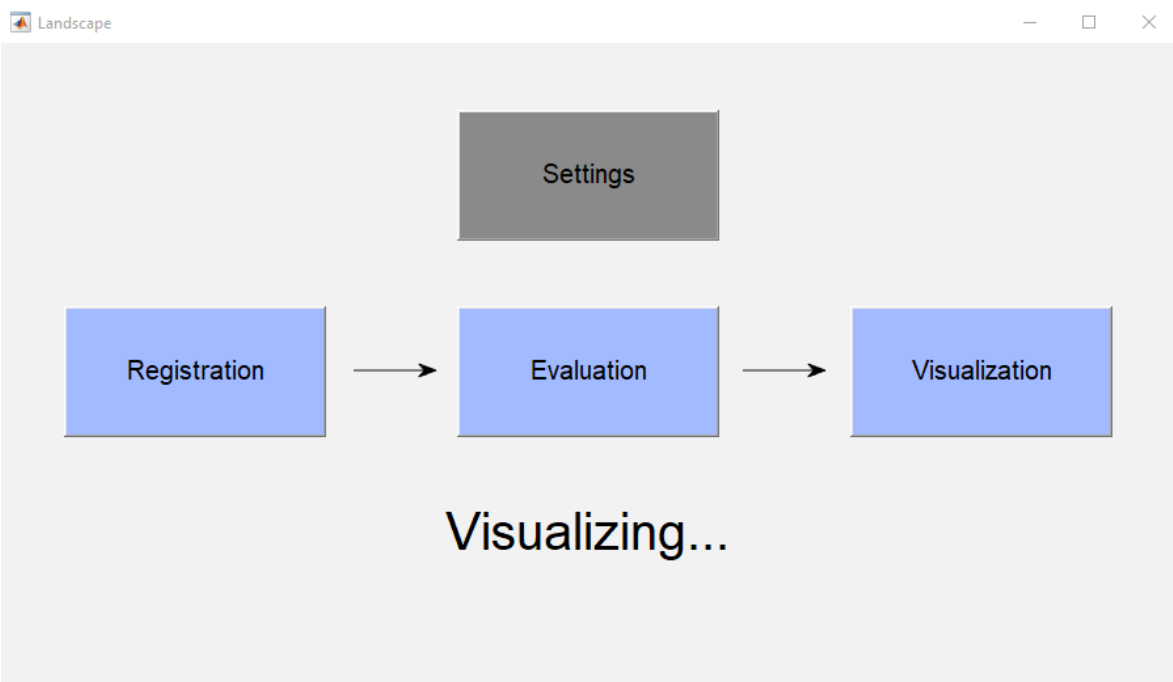 Landscape
Settings
Registration
Evaluation
Visualization
Visualizing...